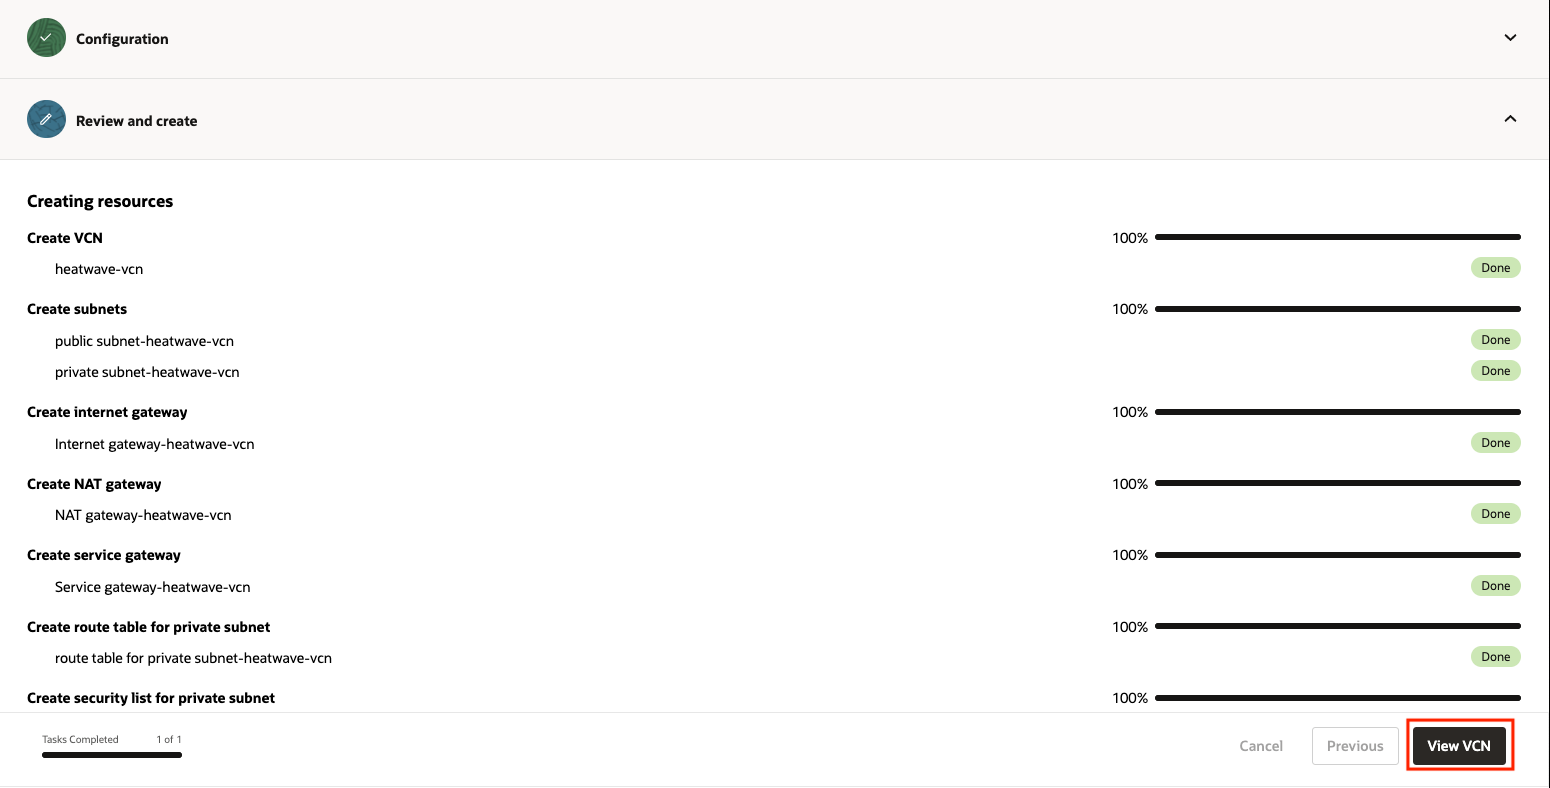 Configuration
Review and create
Creating resources
Create VCN 100%
heatwave-vcn Done
Create subnets 100%
public subnet-heatwave-vcn Done
private subnet-heatwave-vcn Done
Create internet gateway 100%
Internet gateway-heatwave-vcn Done
Create NAT gateway 100%
NAT gateway-heatwave-vcn Done
Create service gateway 100%
Service gateway-heatwave-vcn Done
Create route table for private subnet 100%
route table for private subnet-heatwave-vcn Done
Create security list for private subnet 100%
Tasks Completed 1 of 1
Cancel Previous View VCN